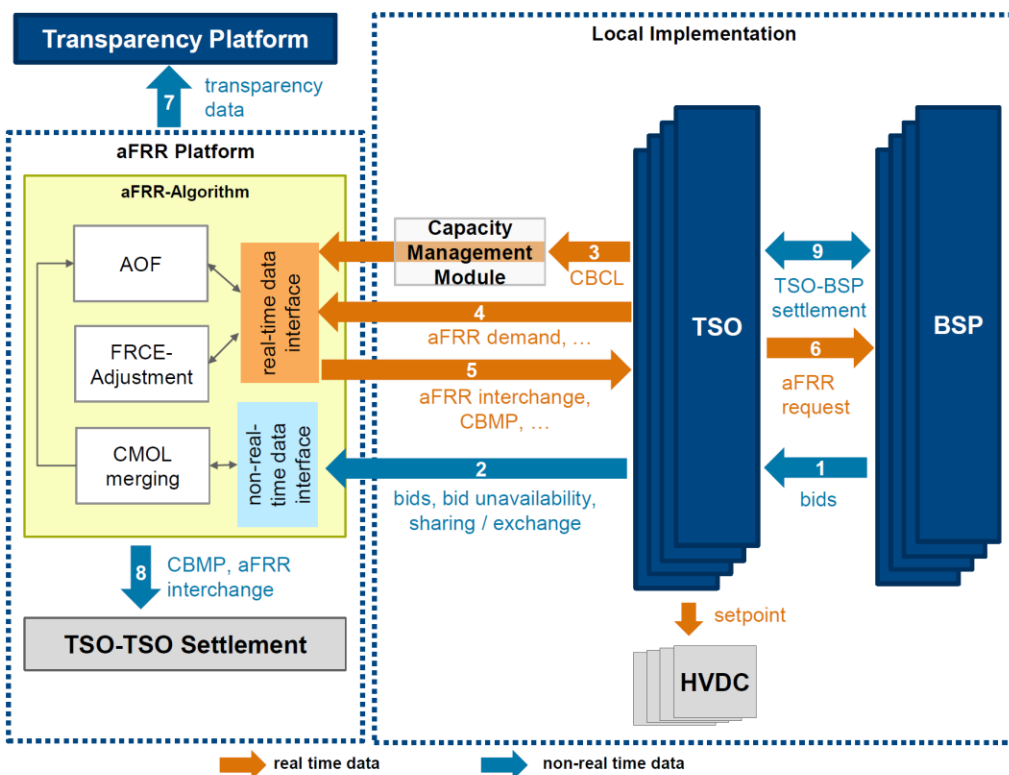 Transparency Platform
7
transparency
data
aFRR Platform
aFRR-Algorithm
AOF
FRCE-
Adjustment
CMOL
merging
real-time data
interface
non-real-
time data
interface
8
CBMP, aFRR
interchange
TSO-TSO Settlement
Local Implementation
Capacity
Management
Module
3
CBCL
4
aFRR demand, …
5
aFRR interchange,
CBMP, …
2
bids, bid unavailability,
sharing / exchange
TSO
9
TSO-BSP
settlement
6
aFRR
request
1
bids
BSP
setpoint
HVDC
real time data
non-real time data